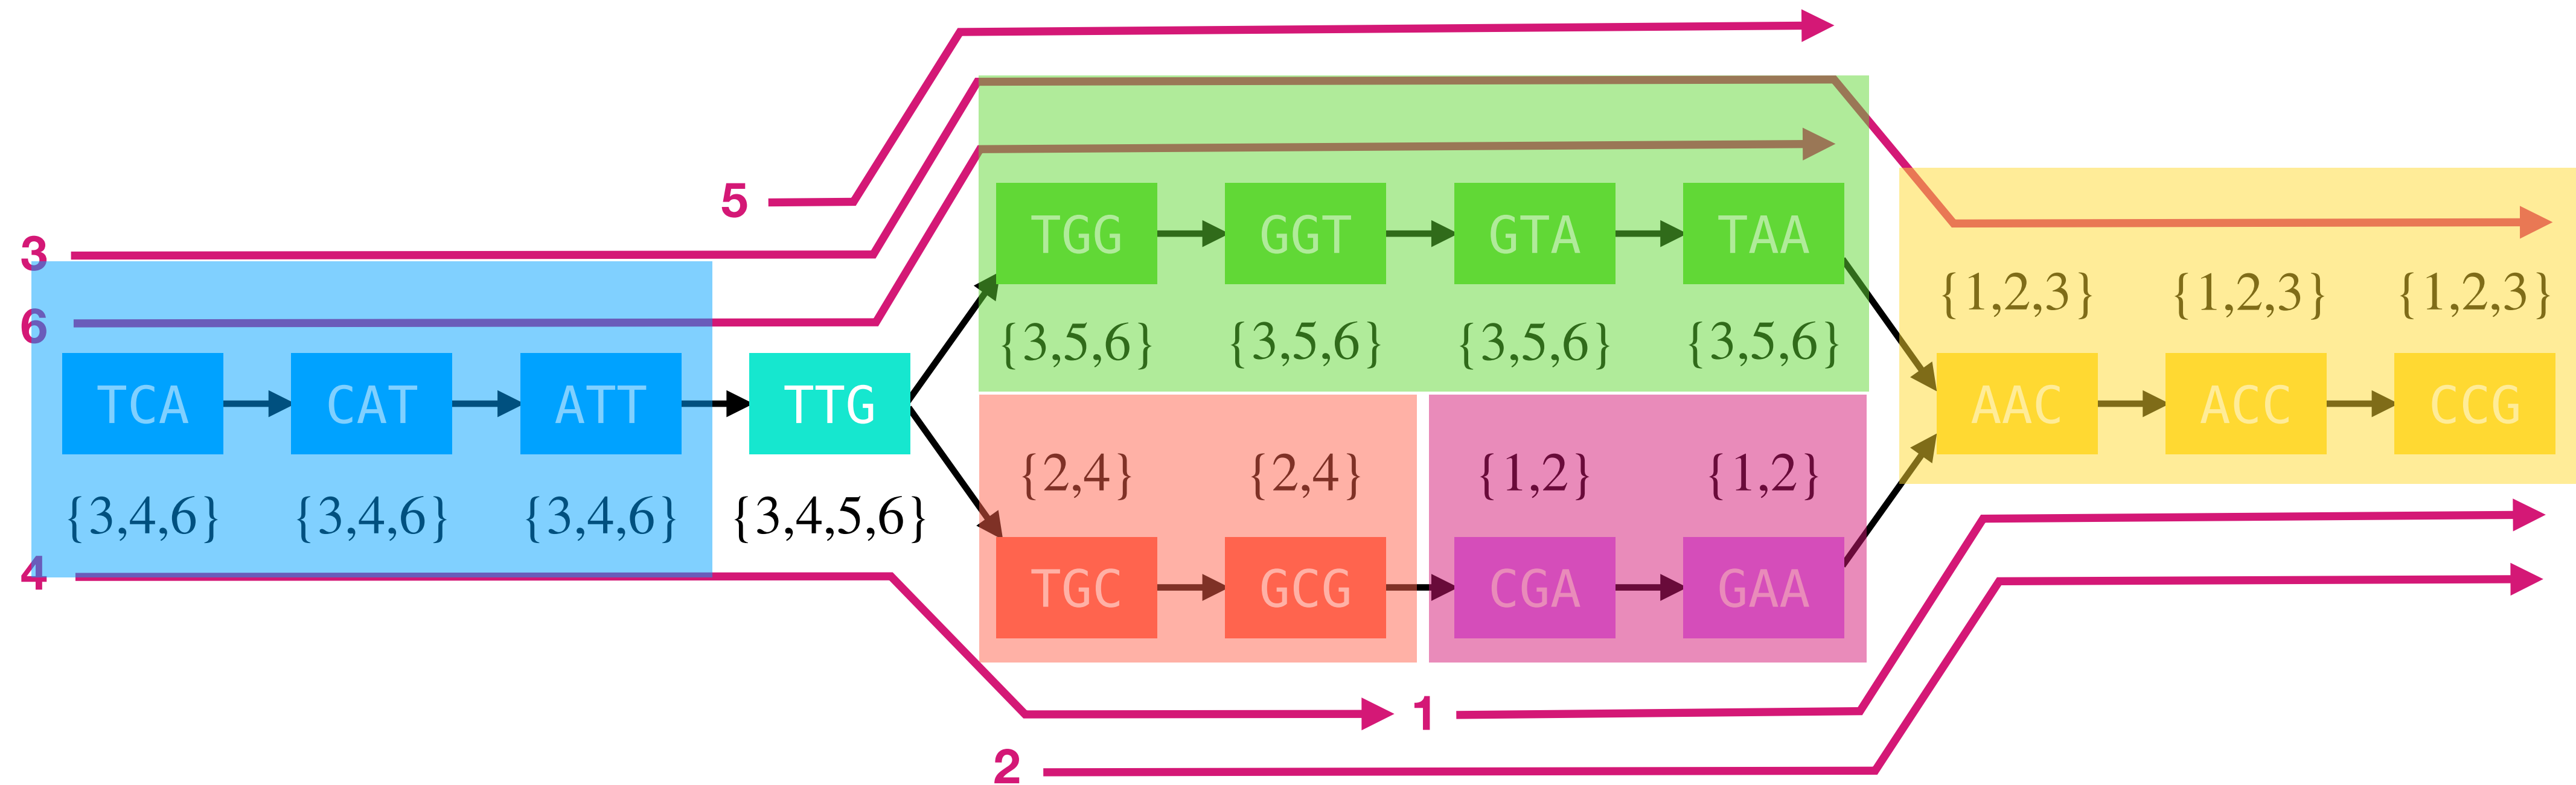 5
3
TGG GGT GTA TAA
{1,2,3} {1,2,3} {1,2,3}
6
{3,5,6} {3,5,6} {3,5,6} {3,5,6}
TCA CAT ATT TTG AAC ACC CCG
{2,4} {2,4} {1,2} {1,2}
{3,4,6} {3,4,6} {3,4,6} {3,4,5,6}
4
TGC GCG CGA GAA
1
2